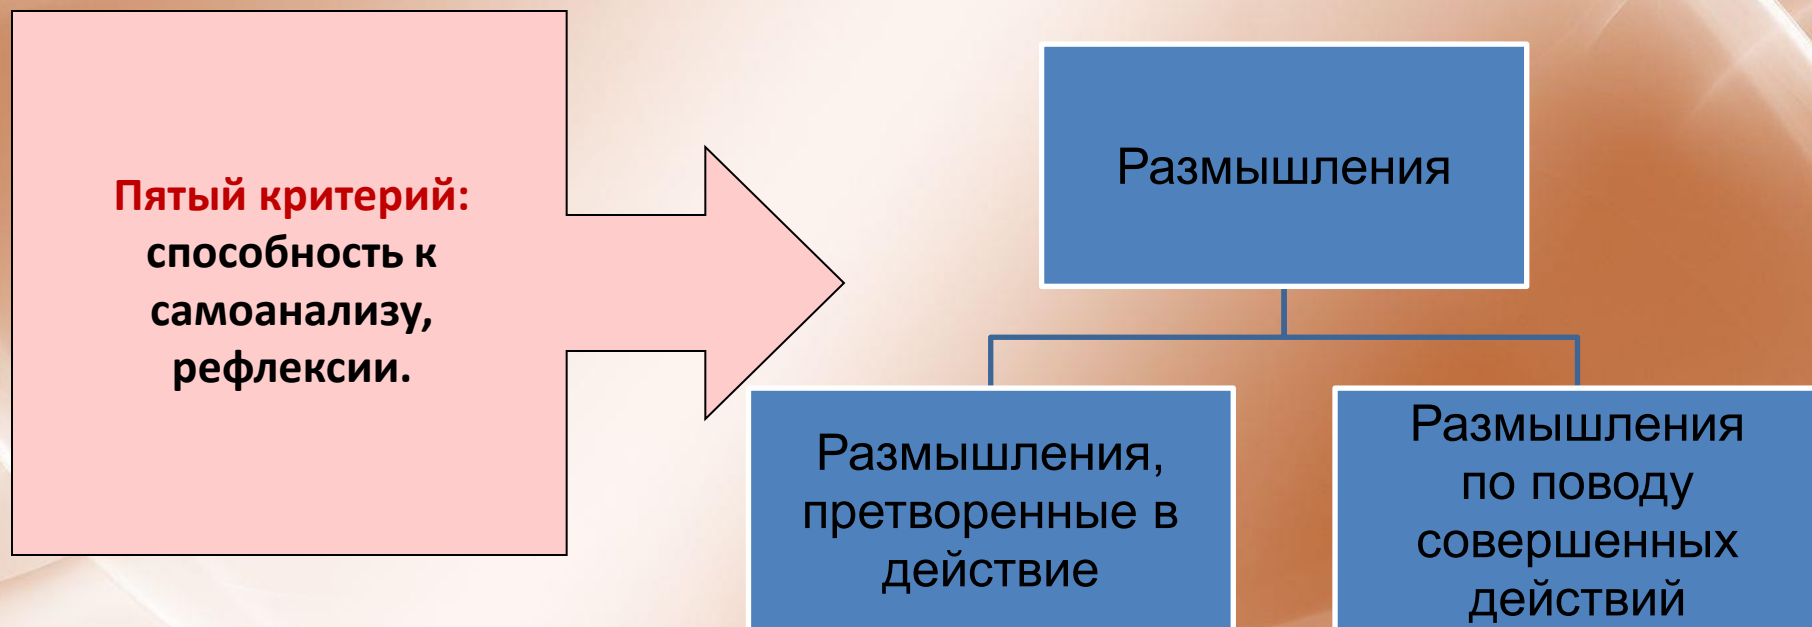 Пятый критерий:
способность к
самоанализу,
рефлексии.
Размышления
Размышления,
претворенные в
действие
Размышления
по поводу
совершенных
действий